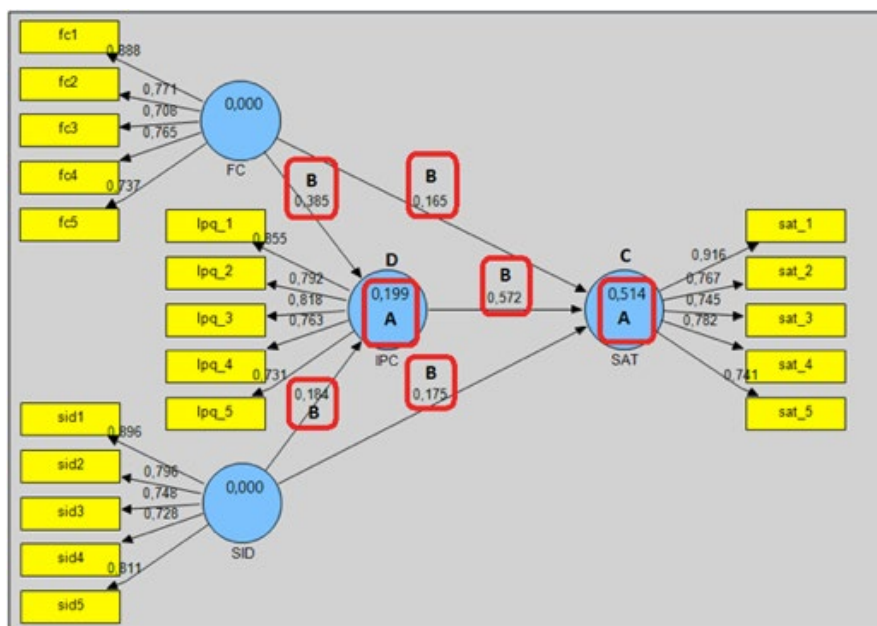 fc1
0,888
fc2
0,771
fc3
0,708
fc4
0,765
fc5
0,737
0,000
FC
B
0,385
B
0,165
lpq_1
0,855
lpq_2
0,792
lpq_3
0,818
lpq_4
0,763
lpq_5
0,731
D
0,199
A
IPC
B
0,572
C
0,514
A
SAT
sat_1
0,916
sat_2
0,767
sat_3
0,745
sat_4
0,782
sat_5
0,741
0,184
B
B
0,175
sid1
0,896
sid2
0,796
sid3
0,748
sid4
0,728
sid5
0,811
0,000
SID